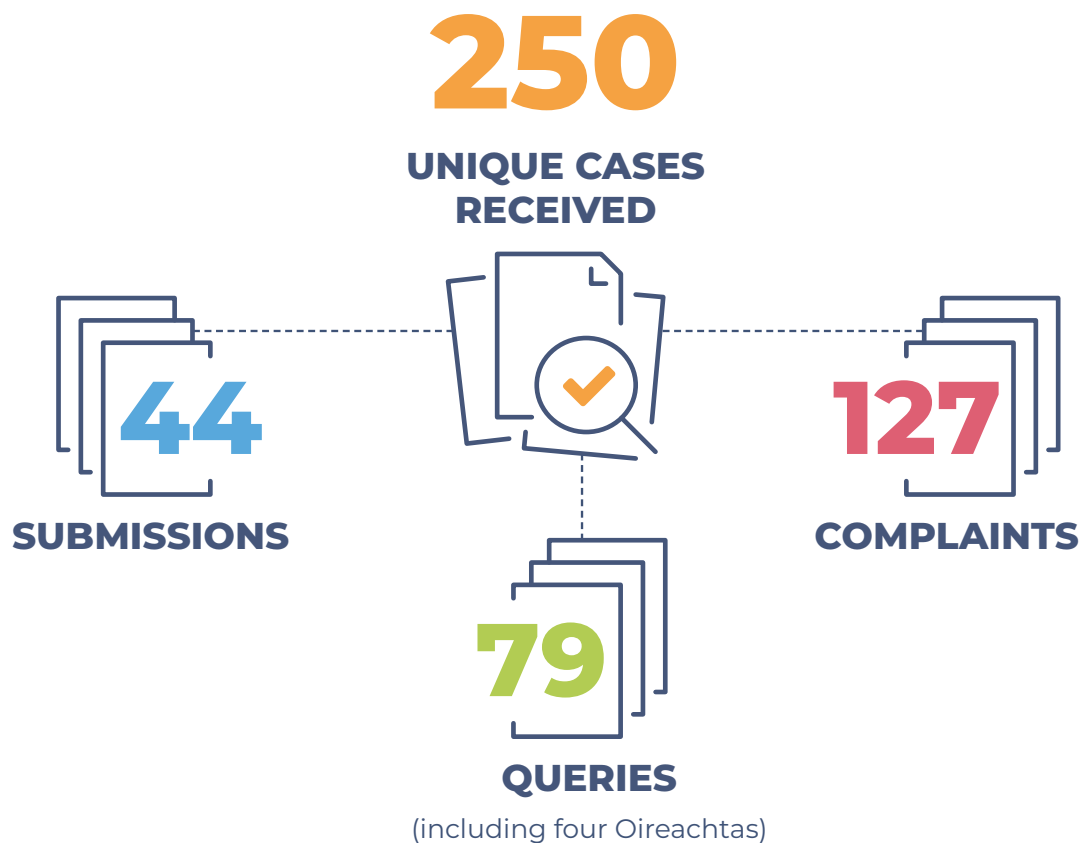 250
UNIQUE CASES
RECEIVED
44
SUBMISSIONS
127
COMPLAINTS
79
QUERIES
(including four Oireachtas)